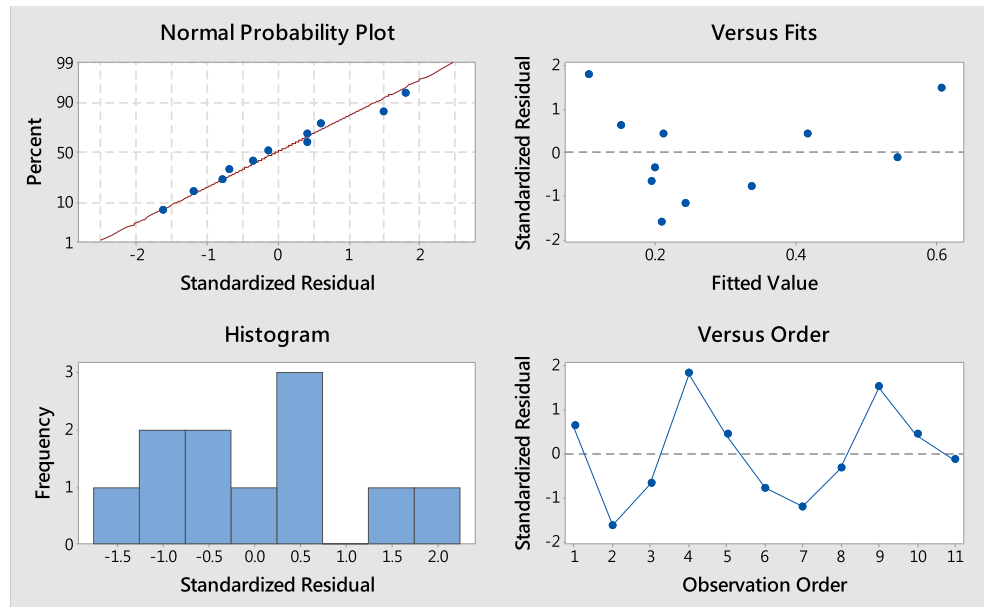 Normal Probability Plot
Percent
99
90
50
10
1
-2 -1 0 1 2
Standardized Residual
Versus Fits
Standardized Residual
2
1
0
-1
-2
0.2 0.4 0.6
Fitted Value
Histogram
Frequency
3
2
1
0
-1.5 -1.0 -0.5 0.0 0.5 1.0 1.5 2.0
Standardized Residual
Versus Order
Standardized Residual
2
1
0
-1
-2
1 2 3 4 5 6 7 8 9 10 11
Observation Order